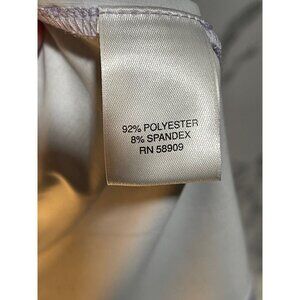 92% POLYESTER
8% SPANDEX
RN 58909